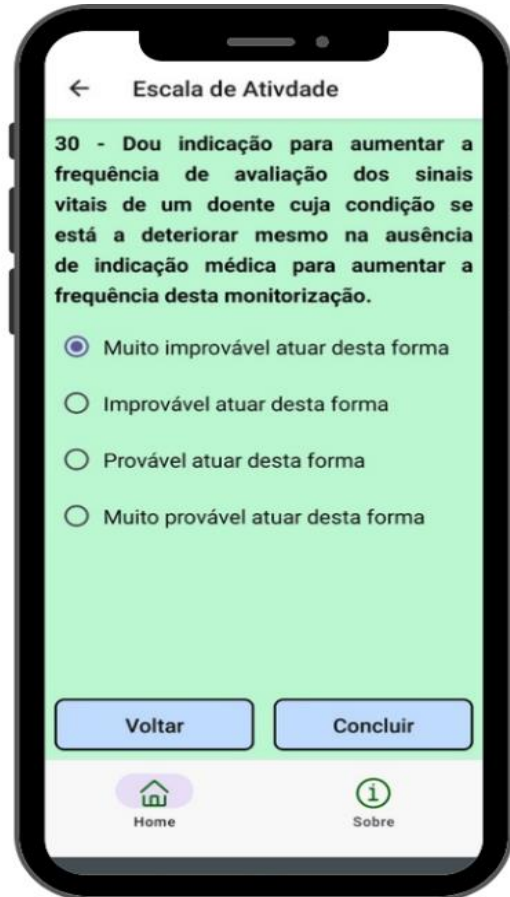 Escala de Ativdade
30 - Dou indicação para aumentar a
frequência de avaliação dos sinais
vitais de um doente cuja condição se
está a deteriorar mesmo na ausência
de indicação médica para aumentar a
frequência desta monitorização.
Muito improvável atuar desta forma
Improvável atuar desta forma
Provável atuar desta forma
Muito provável atuar desta forma
Voltar
Concluir
Home
Sobre